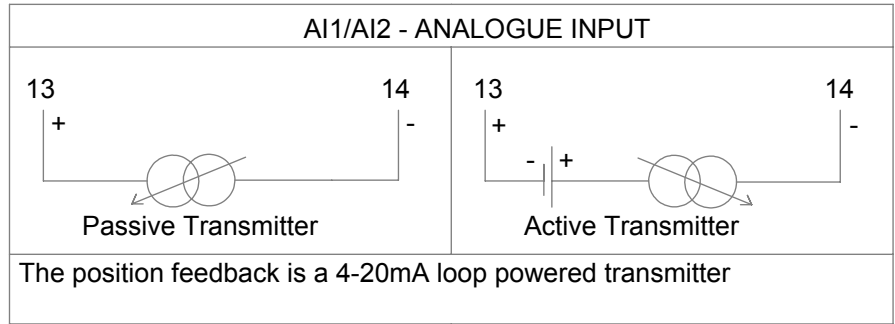 AI1/AI2 - ANALOGUE INPUT
13 14 13 14
+ - + -
- +
Passive Transmitter Active Transmitter
The position feedback is a 4-20mA loop powered transmitter